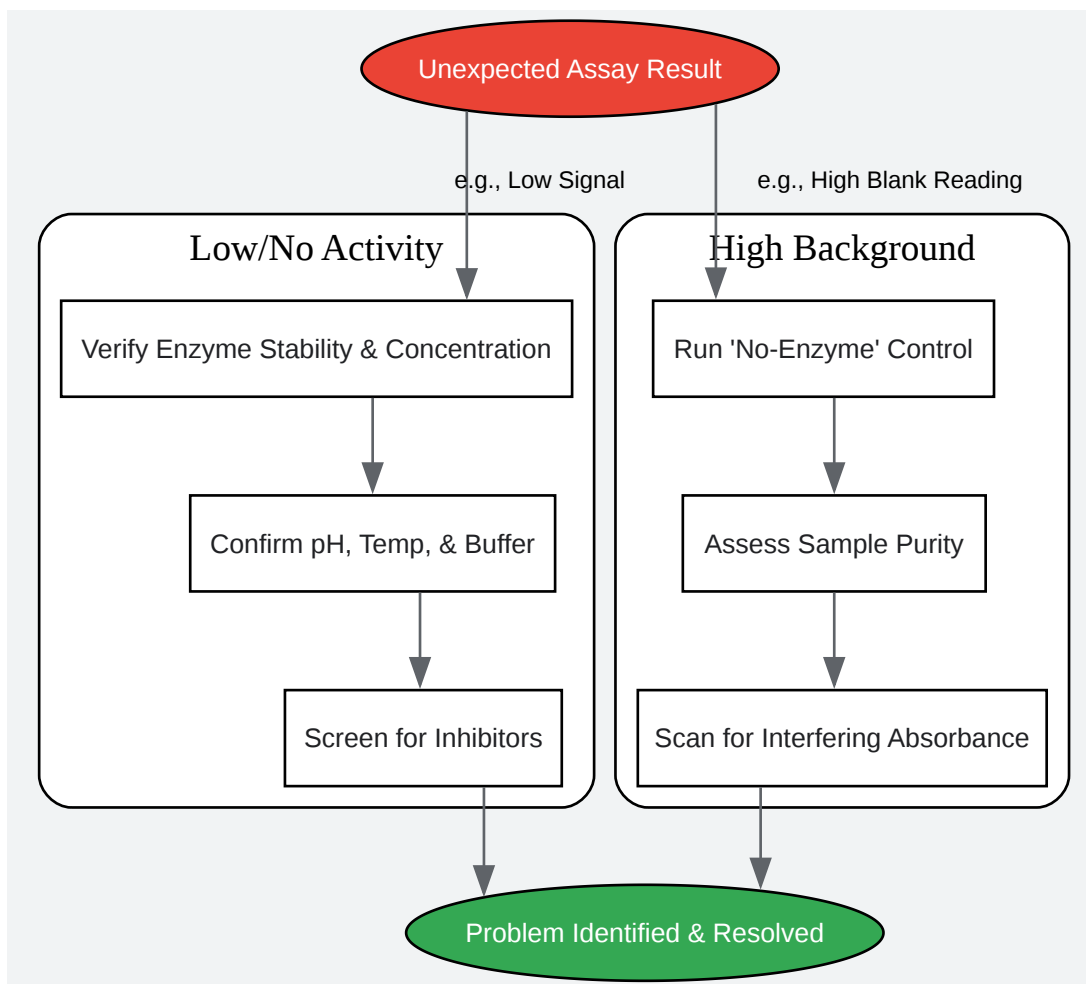 Unexpected Assay Result
e.g., Low Signal
e.g., High Blank Reading
Low/No Activity
High Background
Verify Enzyme Stability & Concentration
Run 'No-Enzyme' Control
Confirm pH, Temp, & Buffer
Assess Sample Purity
Screen for Inhibitors
Scan for Interfering Absorbance
Problem Identified & Resolved